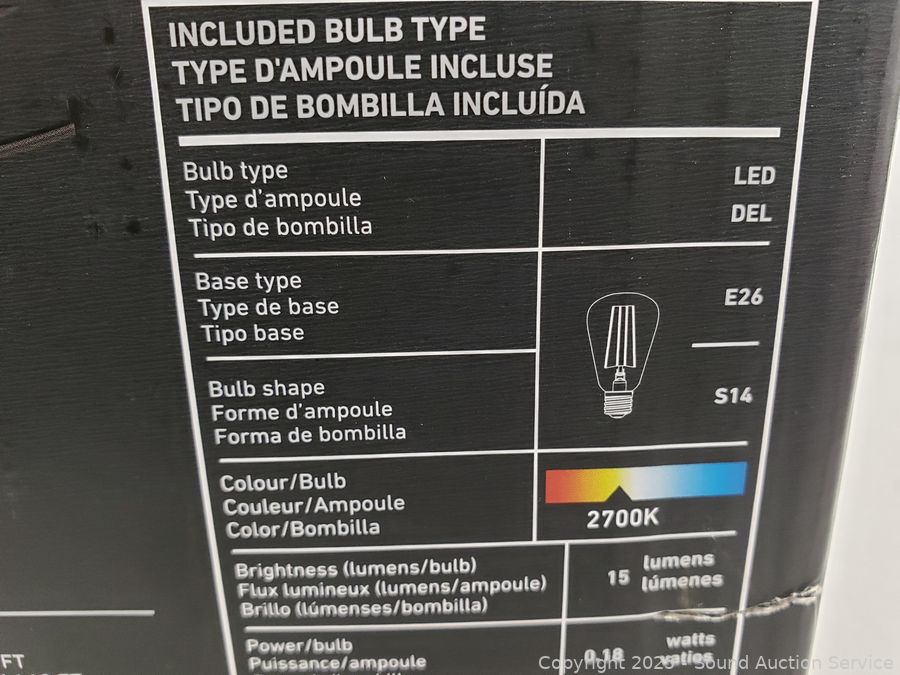 INCLUDED BULB TYPE
TYPE D'AMPOULE INCLUSE
TIPO DE BOMBILLA INCLUÍDA
Bulb type
Type d'ampoule
Tipo de bombilla
LED
DEL
Base type
Type de base
Tipo base
E26
Bulb shape
Forme d'ampoule
Forma de bombilla
S14
Colour/Bulb
Couleur/Ampoule
Color/Bombilla
2700K
Brightness (lumens/bulb)
Flux lumineux (lumens/ampoule)
Brillo (lúmenses/bombilla)
15 lumens
lúmenes
Power/bulb
Puissance/ampoule
0.18 watts
vatios
FT
Sound Auction Service